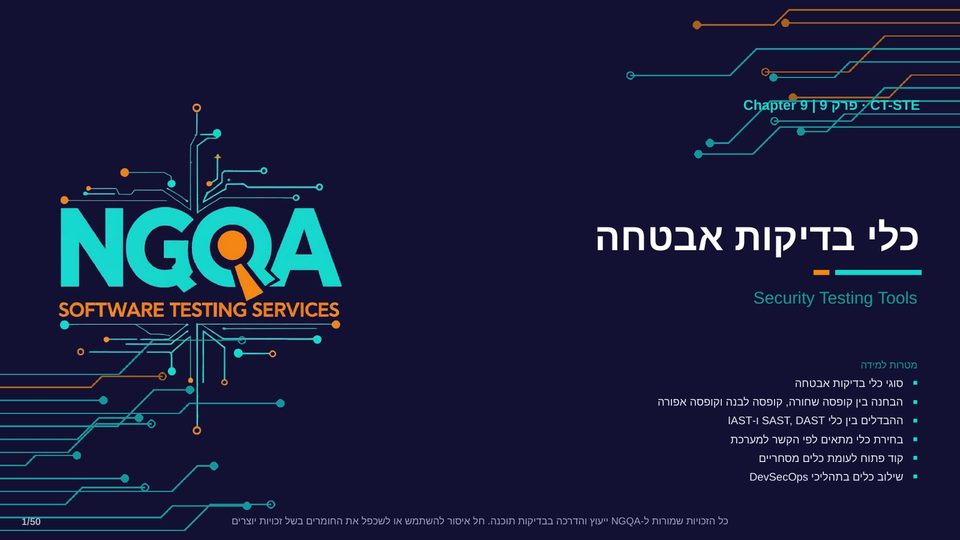 CT-STE · פרק 9 | Chapter 9
NGQA
SOFTWARE TESTING SERVICES
כלי בדיקות אבטחה
Security Testing Tools
מטרות למידה
▪ סוגי כלי בדיקות אבטחה
▪ הבחנה בין קופסה שחורה, קופסה לבנה וקופסה אפורה
▪ ההבדלים בין כלי SAST, DAST ו-IAST
▪ בחירת כלי מתאים לפי הקשר למערכת
▪ קוד פתוח לעומת כלים מסחריים
▪ שילוב כלים בתהליכי DevSecOps
כל הזכויות שמורות ל-NGQA ייעוץ והדרכה בבדיקות תוכנה. חל איסור להשתמש או לשכפל את החומרים בשל זכויות יוצרים
1/50